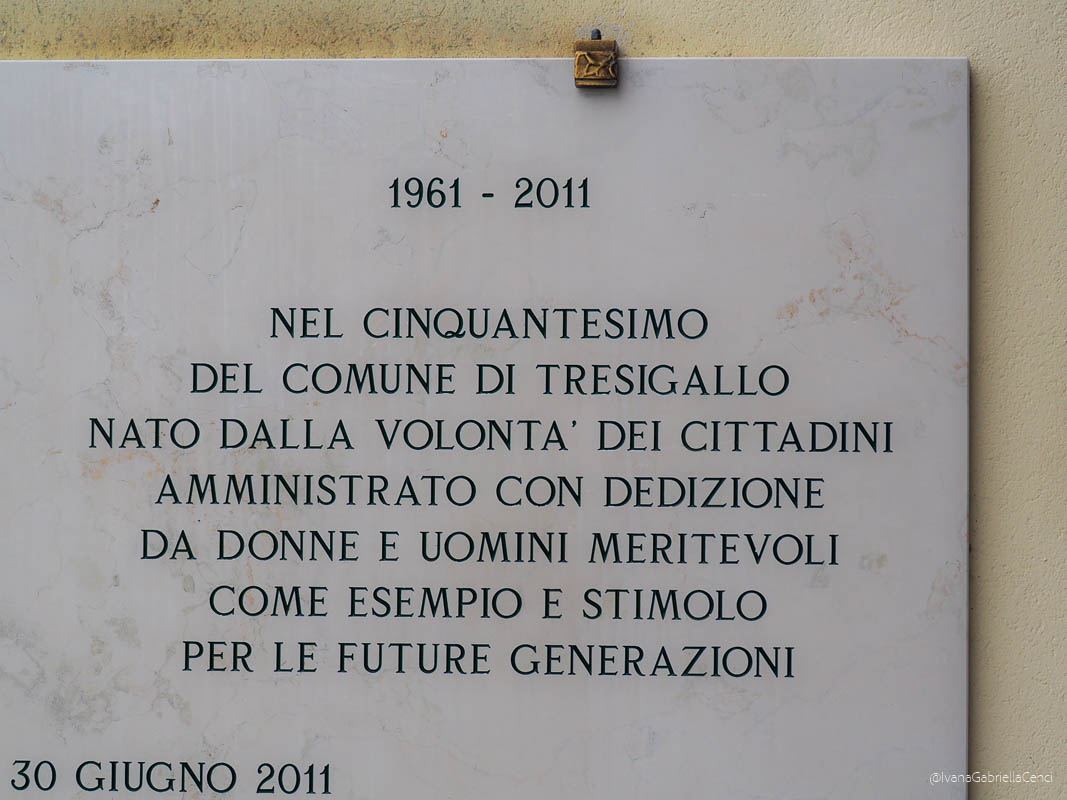 1961 - 2011
NEL CINQUANTESIMO
DEL COMUNE DI TRESIGALLO
NATO DALLA VOLONTA' DEI CITTADINI
AMMINISTRATO CON DEDIZIONE
DA DONNE E UOMINI MERITEVOLI
COME ESEMPIO E STIMOLO
PER LE FUTURE GENERAZIONI
30 GIUGNO 2011
@IvanaGabriellaCenci